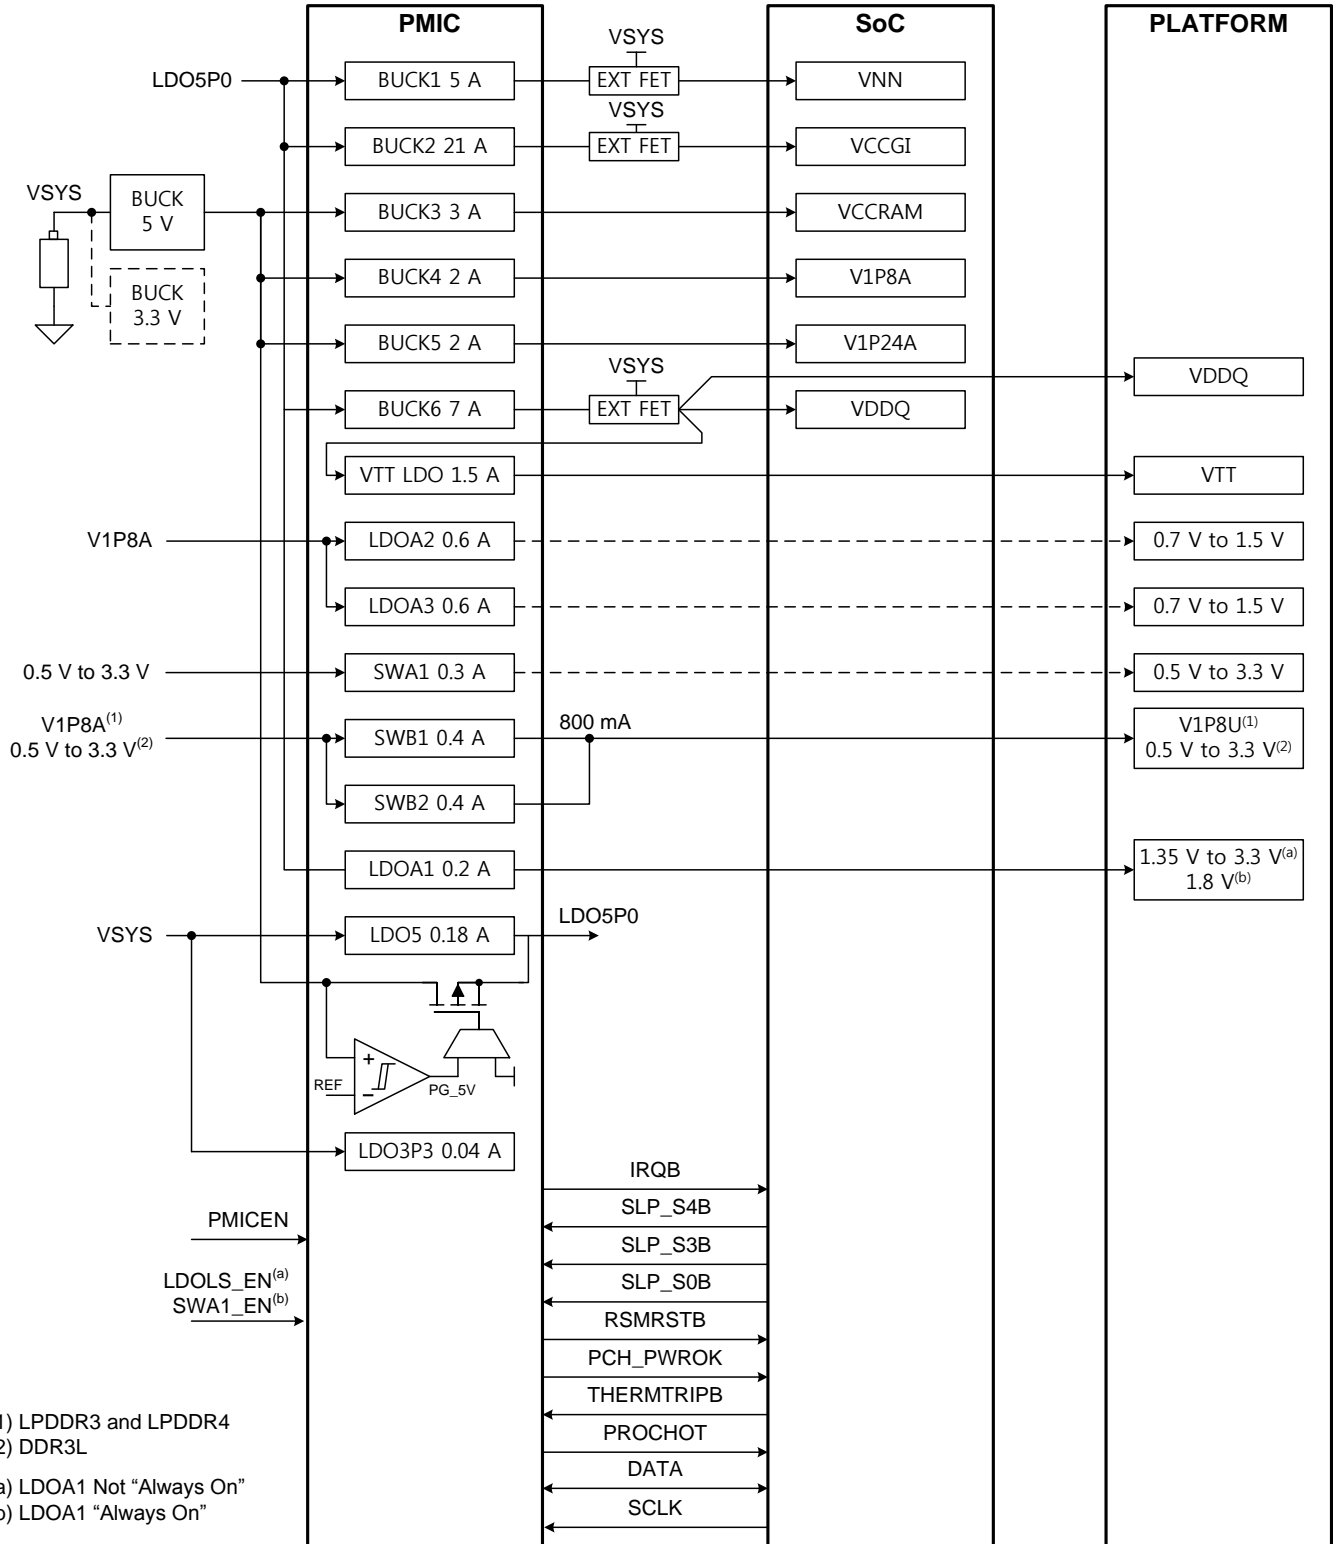 PMIC
SoC
PLATFORM
VSYS
LDO5P0
BUCK1 5 A
EXT FET
VNN
VSYS
BUCK2 21 A
EXT FET
VCCGI
VSYS
BUCK
5 V
BUCK3 3 A
VCCRAM
BUCK
3.3 V
BUCK4 2 A
V1P8A
BUCK5 2 A
V1P24A
VSYS
VDDQ
BUCK6 7 A
EXT FET
VDDQ
VTT LDO 1.5 A
VTT
V1P8A
LDOA2 0.6 A
0.7 V to 1.5 V
LDOA3 0.6 A
0.7 V to 1.5 V
0.5 V to 3.3 V
SWA1 0.3 A
0.5 V to 3.3 V
V1P8A(1)
0.5 V to 3.3 V(2)
SWB1 0.4 A
800 mA
V1P8U(1)
0.5 V to 3.3 V(2)
SWB2 0.4 A
LDOA1 0.2 A
1.35 V to 3.3 V(a)
1.8 V(b)
VSYS
LDO5 0.18 A
LDO5P0
+
REF
−
PG_5V
LDO3P3 0.04 A
IRQB
SLP_S4B
PMICEN
SLP_S3B
LDOLS_EN(a)
SWA1_EN(b)
SLP_S0B
RSMRSTB
PCH_PWROK
THERMTRIPB
PROCHOT
DATA
SCLK
1) LPDDR3 and LPDDR4
2) DDR3L
a) LDOA1 Not “Always On”
b) LDOA1 “Always On”